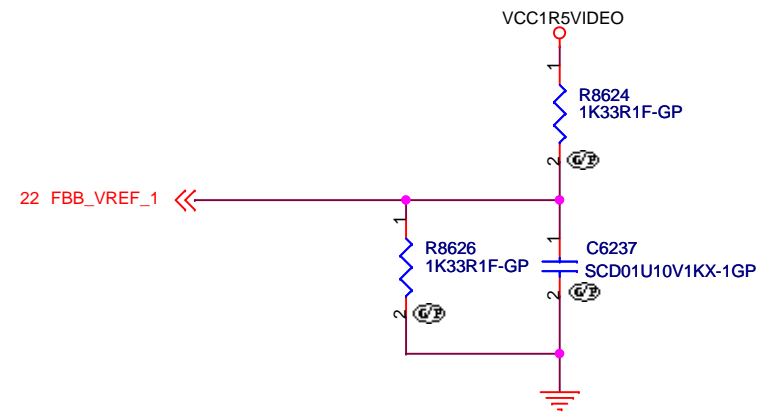 VCC1R5VIDEO
1
R8624
1K33R1F-GP
2 G/P
22 FBB_VREF_1
1
R8626
1K33R1F-GP
2 G/P
1
C6237
SCD01U10V1KX-1GP
2 G/P